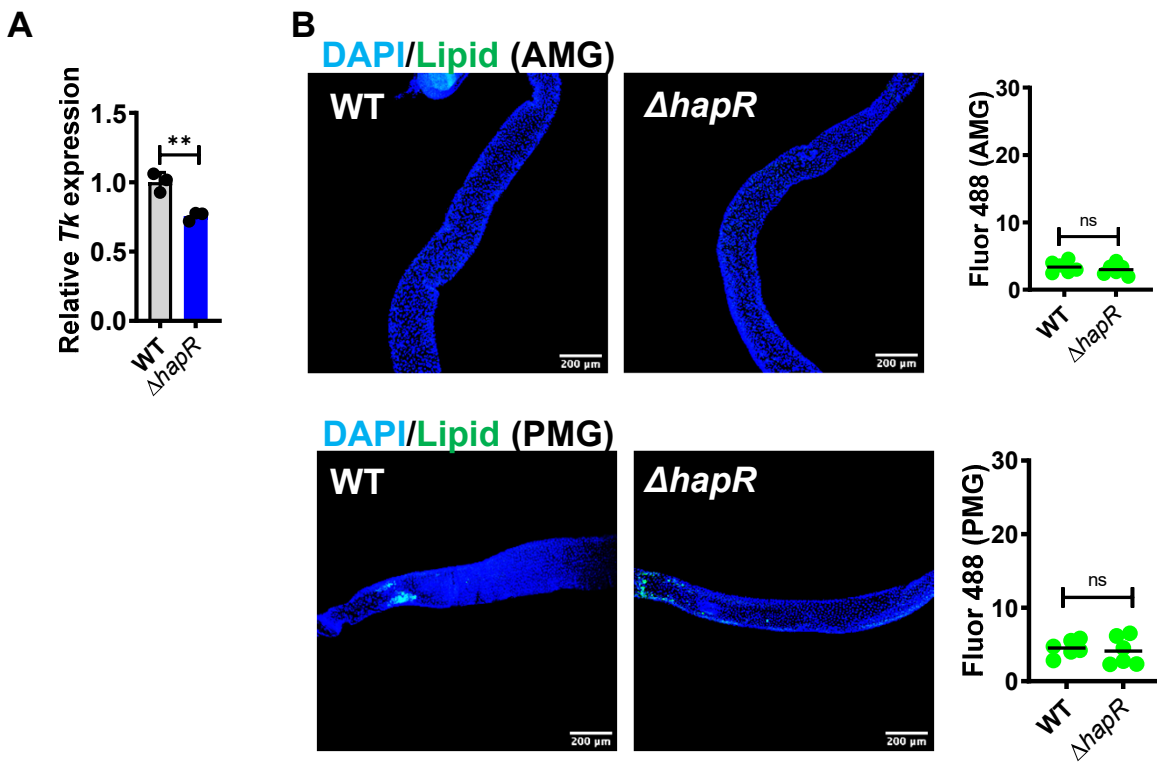 A
Relative Tk expression
1.5
1.0
0.5
0.0
**
WT
ΔhapR
B
DAPI/Lipid (AMG)
WT
200 µm
ΔhapR
200 µm
Fluor 488 (AMG)
30
20
10
0
ns
WT
ΔhapR
DAPI/Lipid (PMG)
WT
200 µm
ΔhapR
200 µm
Fluor 488 (PMG)
30
20
10
0
ns
WT
ΔhapR